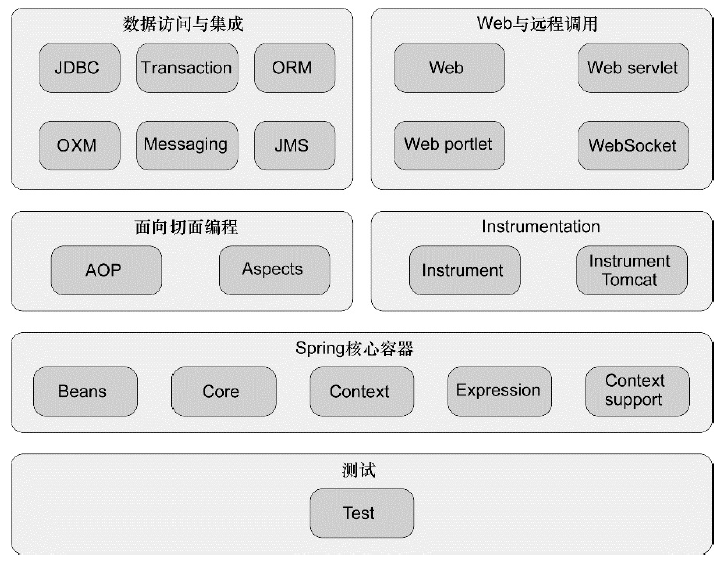 数据访问与集成
JDBC
Transaction
ORM
OXM
Messaging
JMS
Web与远程调用
Web
Web servlet
Web portlet
WebSocket
面向切面编程
AOP
Aspects
Instrumentation
Instrument
Instrument
Tomcat
Spring核心容器
Beans
Core
Context
Expression
Context
support
测试
Test